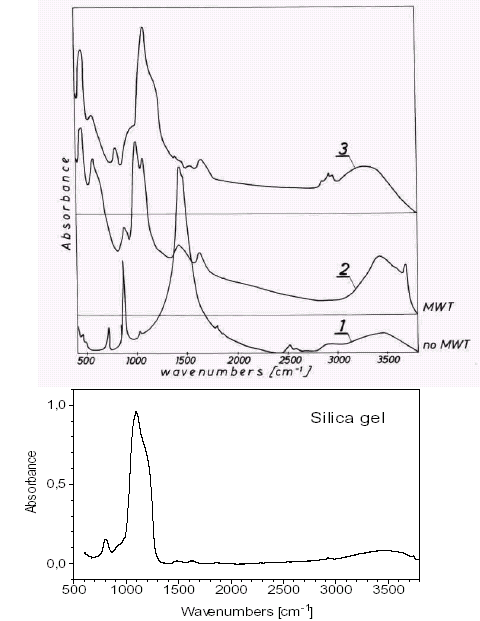 Absorbance
3
2
1
MWT
no MWT
500 1000 1500 2000 2500 3000 3500
wavenumbers [cm⁻¹]
Silica gel
Absorbance
1,0
0,5
0,0
500 1000 1500 2000 2500 3000 3500
Wavenumbers [cm⁻¹]